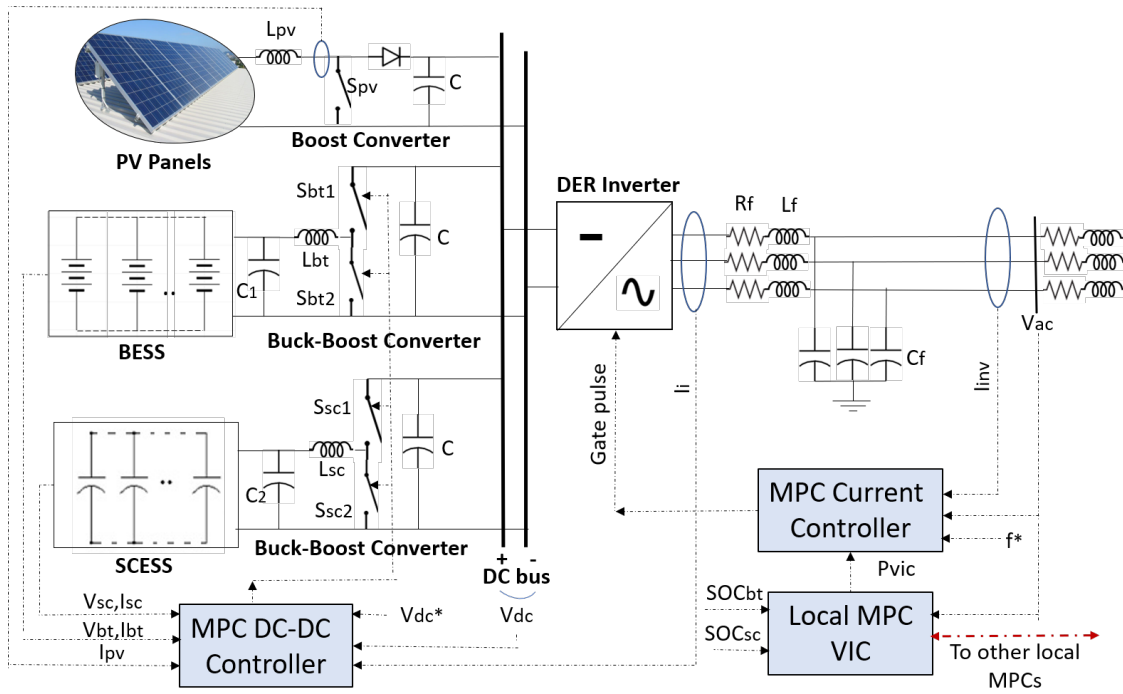 Lpv
Spv
C
Boost Converter
PV Panels
Sbt1
C
Lbt
C1
Sbt2
BESS
Buck-Boost Converter
Ssc1
C
Lsc
C2
Ssc2
SCESS
Buck-Boost Converter
+ -
DC bus
Vdc
Vsc,Isc
Vbt,Ibt
Ipv
MPC DC-DC
Controller
Vdc*
DER Inverter
Rf
Lf
Cf
Vac
Gate pulse
Ii
Iinv
MPC Current
Controller
f*
Pvic
SOCbt
SOCsc
Local MPC
VIC
To other local
MPCs